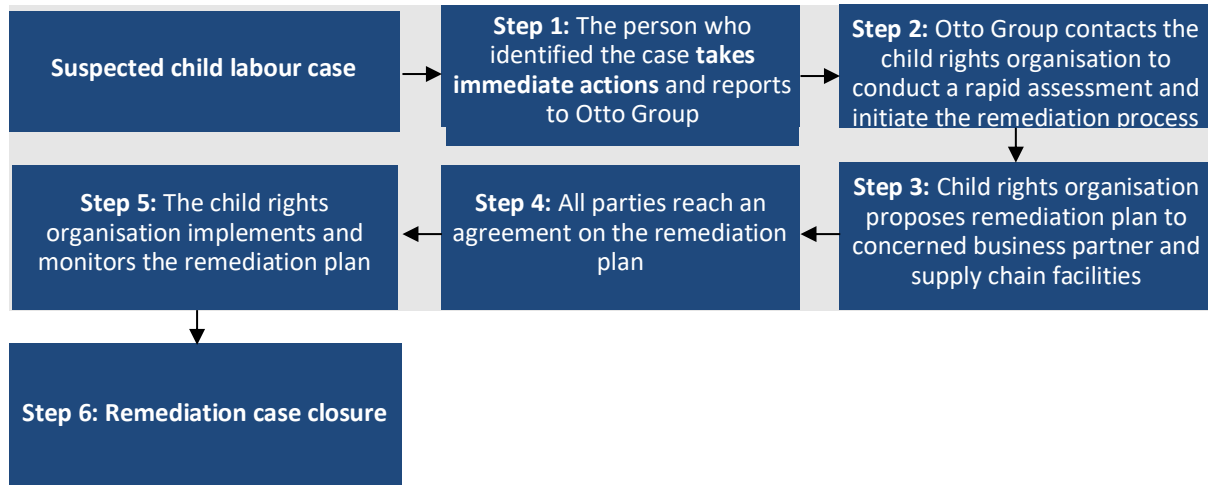 Suspected child labour case
Step 1: The person who
identified the case takes
immediate actions and reports
to Otto Group
Step 2: Otto Group contacts the
child rights organisation to
conduct a rapid assessment and
initiate the remediation process
Step 3: Child rights organisation
proposes remediation plan to
concerned business partner and
supply chain facilities
Step 4: All parties reach an
agreement on the remediation
plan
Step 5: The child rights
organisation implements and
monitors the remediation plan
Step 6: Remediation case closure